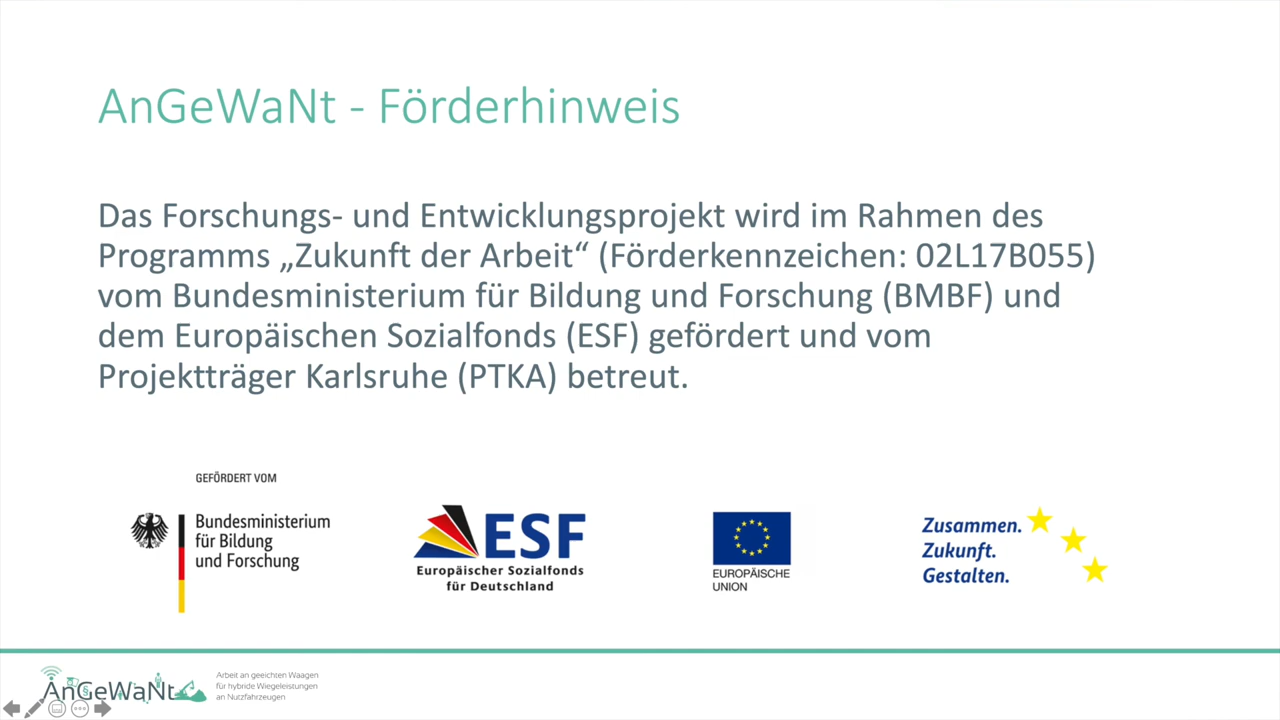 AnGeWaNt - Förderhinweis
Das Forschungs- und Entwicklungsprojekt wird im Rahmen des
Programms „Zukunft der Arbeit“ (Förderkennzeichen: 02L17B055)
vom Bundesministerium für Bildung und Forschung (BMBF) und
dem Europäischen Sozialfonds (ESF) gefördert und vom
Projektträger Karlsruhe (PTKA) betreut.
GEFÖRDERT VOM
Bundesministerium
für Bildung
und Forschung
ESF
Europäischer Sozialfonds
für Deutschland
EUROPÄISCHE
UNION
Zusammen.
Zukunft.
Gestalten.
AnGeWaNt
Arbeit an geeichten Waagen
für hybride Wiegeleistungen
an Nutzfahrzeugen